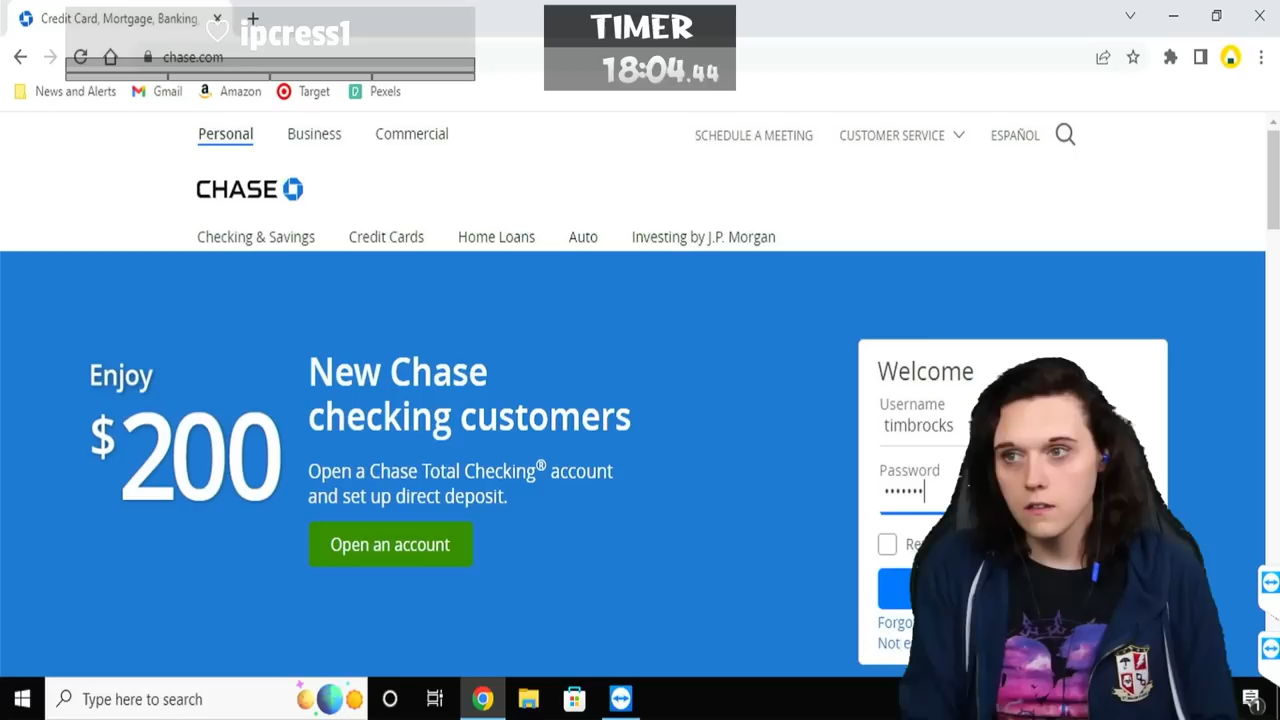 Credit Card, Mortgage, Banking,
ipcress1
TIMER
18:04.44
chase.com
News and Alerts
Gmail
Amazon
Target
Pexels
Personal
Business
Commercial
SCHEDULE A MEETING
CUSTOMER SERVICE
ESPAÑOL
CHASE
Checking & Savings
Credit Cards
Home Loans
Auto
Investing by J.P. Morgan
Enjoy
$200
New Chase
checking customers
Open a Chase Total Checking® account
and set up direct deposit.
Open an account
Welcome
Username
timbrocks
Password
•••••••
Type here to search
1